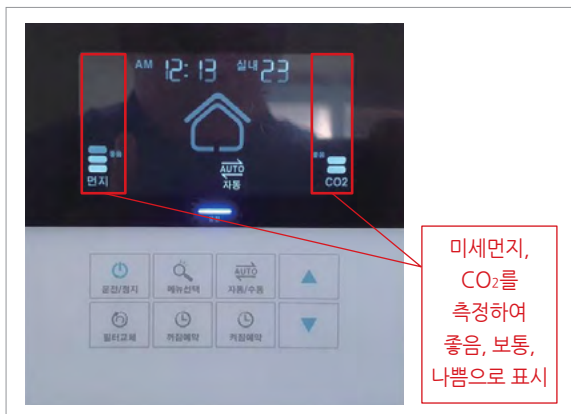 AM 12:13 실내 23
AUTO
자동
먼지
CO2
운전/정지 메뉴선택 AUTO 자동/수동
필터교체 꺼짐예약 켜짐예약
미세먼지,
CO₂를
측정하여
좋음, 보통,
나쁨으로 표시